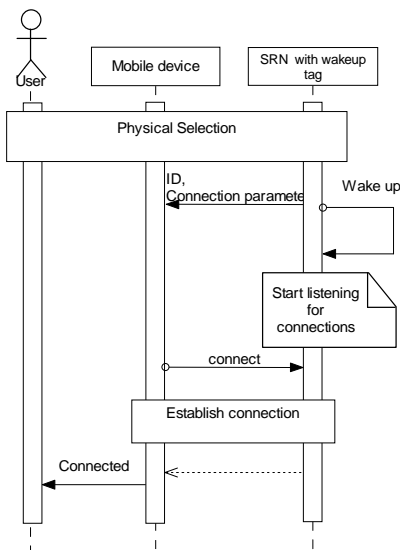 User
Mobile device
SRN with wakeup
tag
Physical Selection
ID,
Connection paramete
Wake up
Start listening
for
connections
connect
Establish connection
Connected